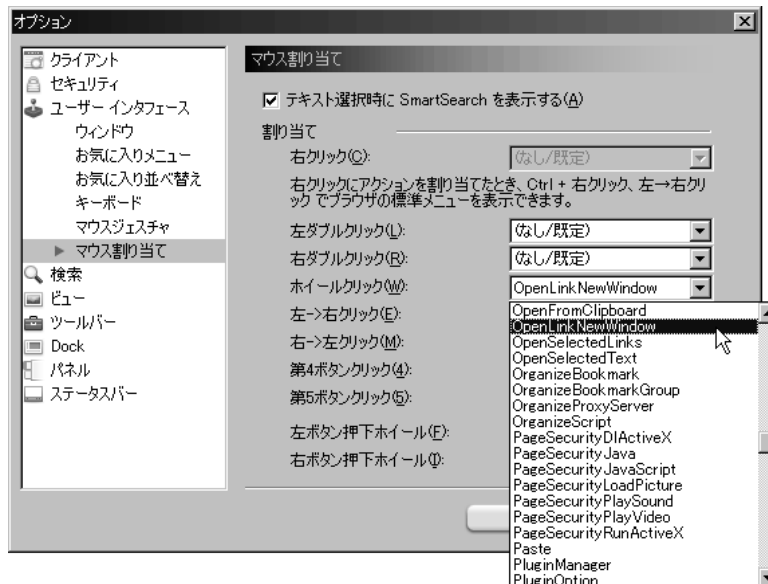 オプション
クライアント
セキュリティ
ユーザー インタフェース
ウィンドウ
お気に入りメニュー
お気に入り並べ替え
キーボード
マウスジェスチャ
マウス割り当て
検索
ビュー
ツールバー
Dock
パネル
ステータスバー
マウス割り当て
テキスト選択時に SmartSearch を表示する(A)
割り当て
右クリック(C): (なし/既定)
右クリックにアクションを割り当てたとき、Ctrl + 右クリック、左→右クリ
ック でブラウザの標準メニューを表示できます。
左ダブルクリック(L): (なし/既定)
右ダブルクリック(R): (なし/既定)
ホイールクリック(W): OpenLinkNewWindow
左->右クリック(E):
右->左クリック(M):
第4ボタンクリック(4):
第5ボタンクリック(5):
左ボタン押下ホイール(F):
右ボタン押下ホイール(I):
OpenFromClipboard
OpenLinkNewWindow
OpenSelectedLinks
OpenSelectedText
OrganizeBookmark
OrganizeBookmarkGroup
OrganizeProxyServer
OrganizeScript
PageSecurityDlActiveX
PageSecurityJava
PageSecurityJavaScript
PageSecurityLoadPicture
PageSecurityPlaySound
PageSecurityPlayVideo
PageSecurityRunActiveX
Paste
PluginManager
PluginOption